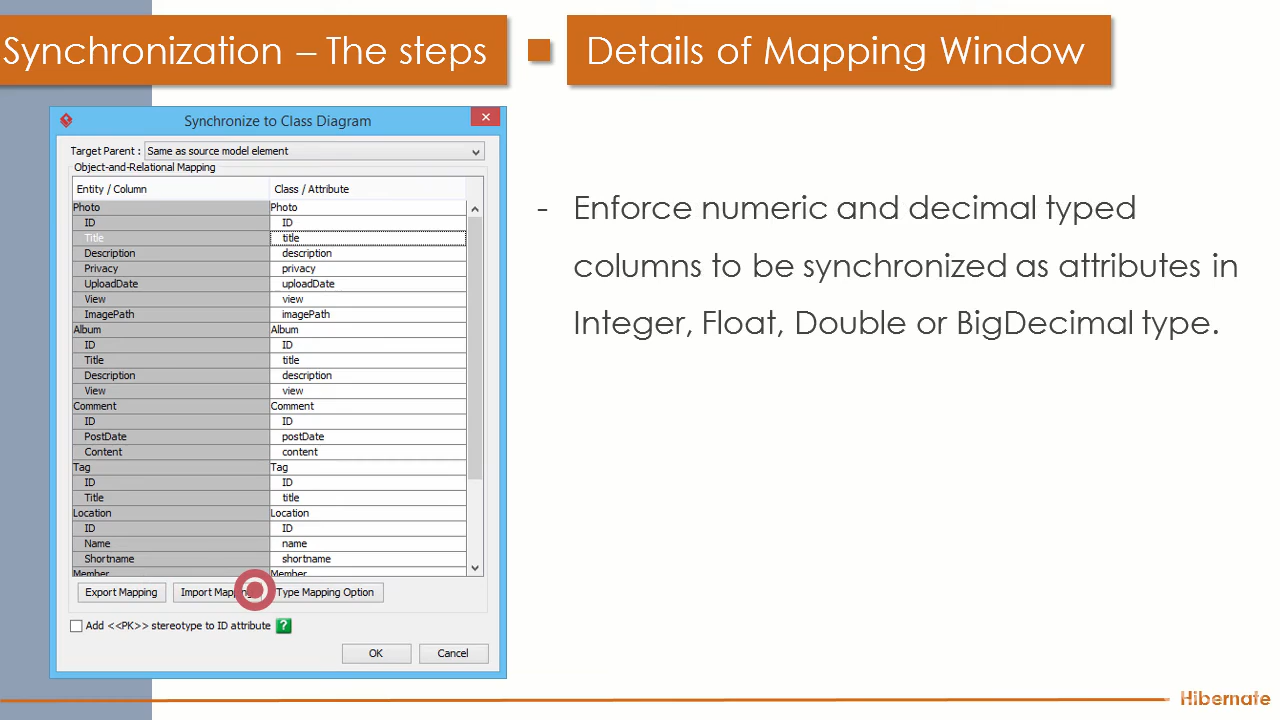 Synchronization – The steps
Details of Mapping Window
Synchronize to Class Diagram
Target Parent : Same as source model element
Object-and-Relational Mapping
Entity / Column Class / Attribute
Photo Photo
ID ID
Title title
Description description
Privacy privacy
UploadDate uploadDate
View view
ImagePath imagePath
Album Album
ID ID
Title title
Description description
View view
Comment Comment
ID ID
PostDate postDate
Content content
Tag Tag
ID ID
Title title
Location Location
ID ID
Name name
Shortname shortname
Member Member
Export Mapping Import Mapping Type Mapping Option
Add <<PK>> stereotype to ID attribute ?
OK Cancel
- Enforce numeric and decimal typed
columns to be synchronized as attributes in
Integer, Float, Double or BigDecimal type.
Hibernate